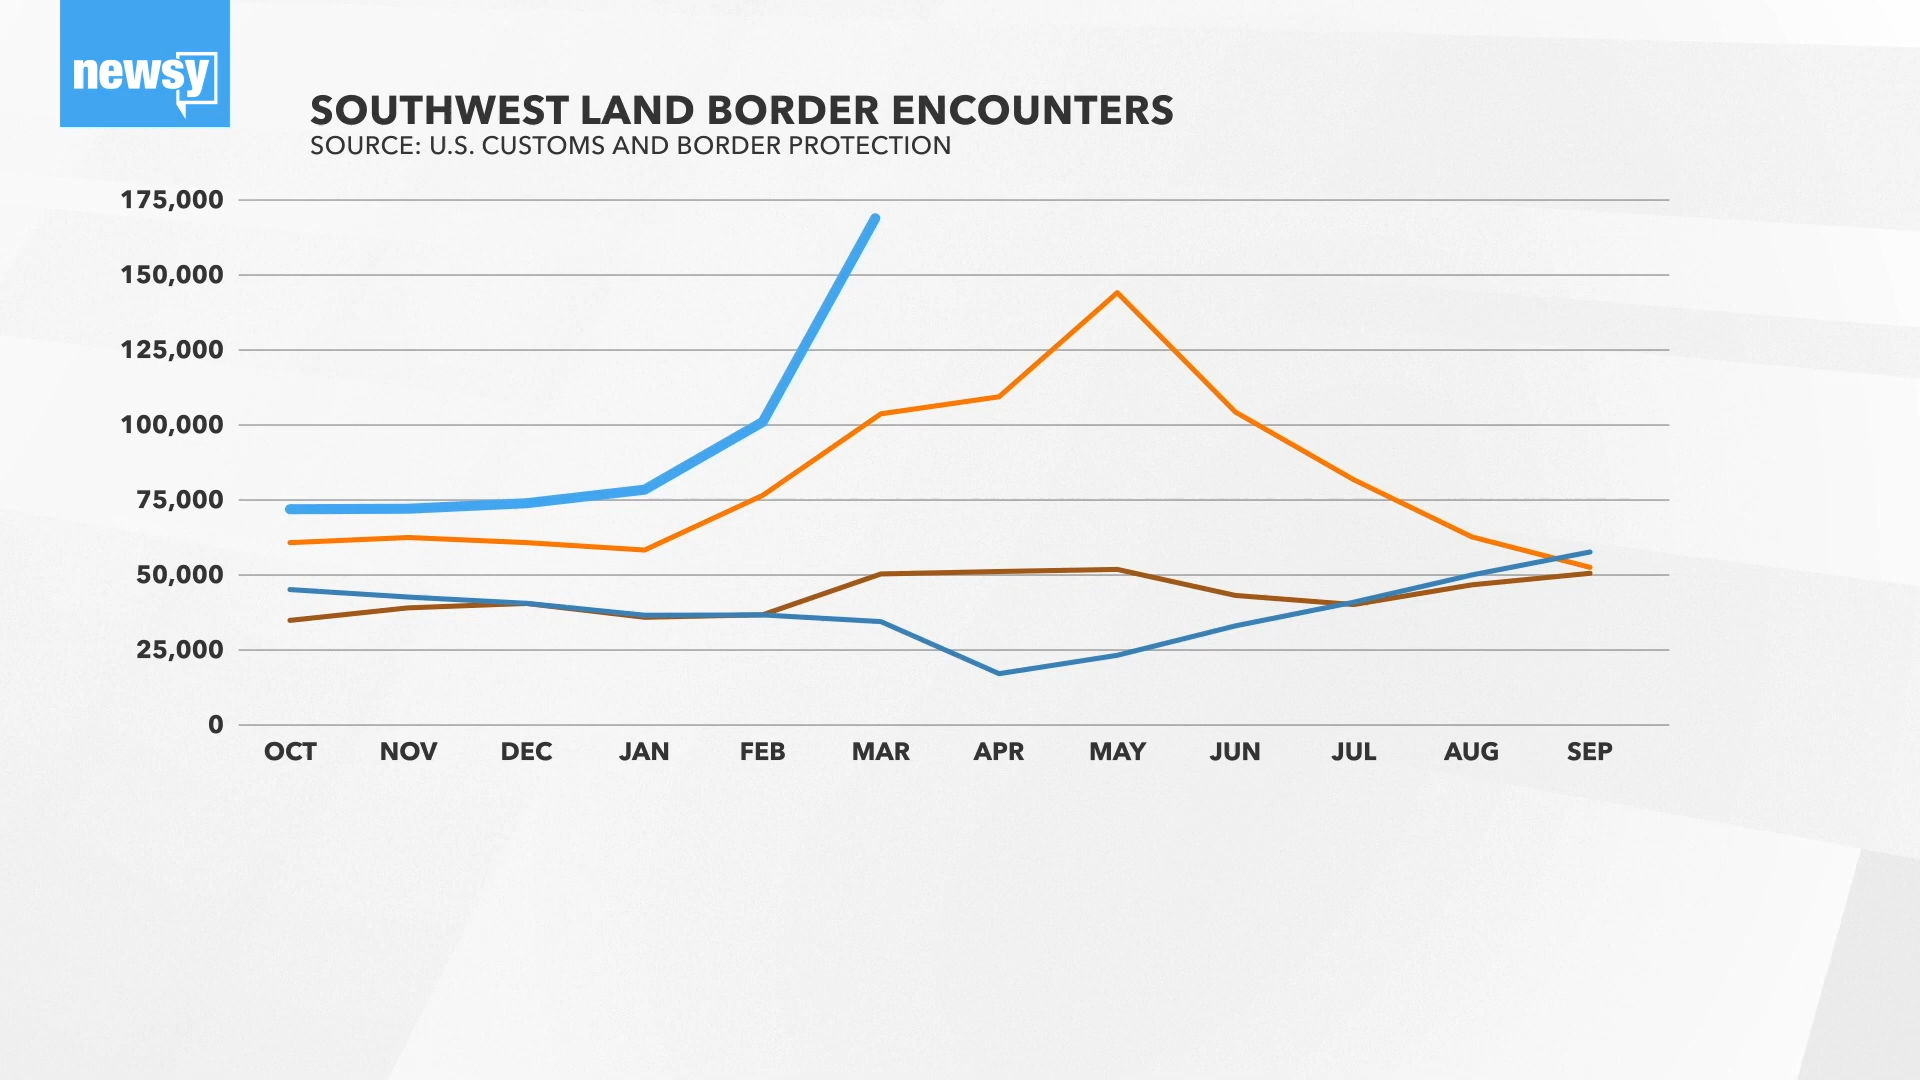 newsy
SOUTHWEST LAND BORDER ENCOUNTERS
SOURCE: U.S. CUSTOMS AND BORDER PROTECTION
175,000
150,000
125,000
100,000
75,000
50,000
25,000
0
OCT NOV DEC JAN FEB MAR APR MAY JUN JUL AUG SEP